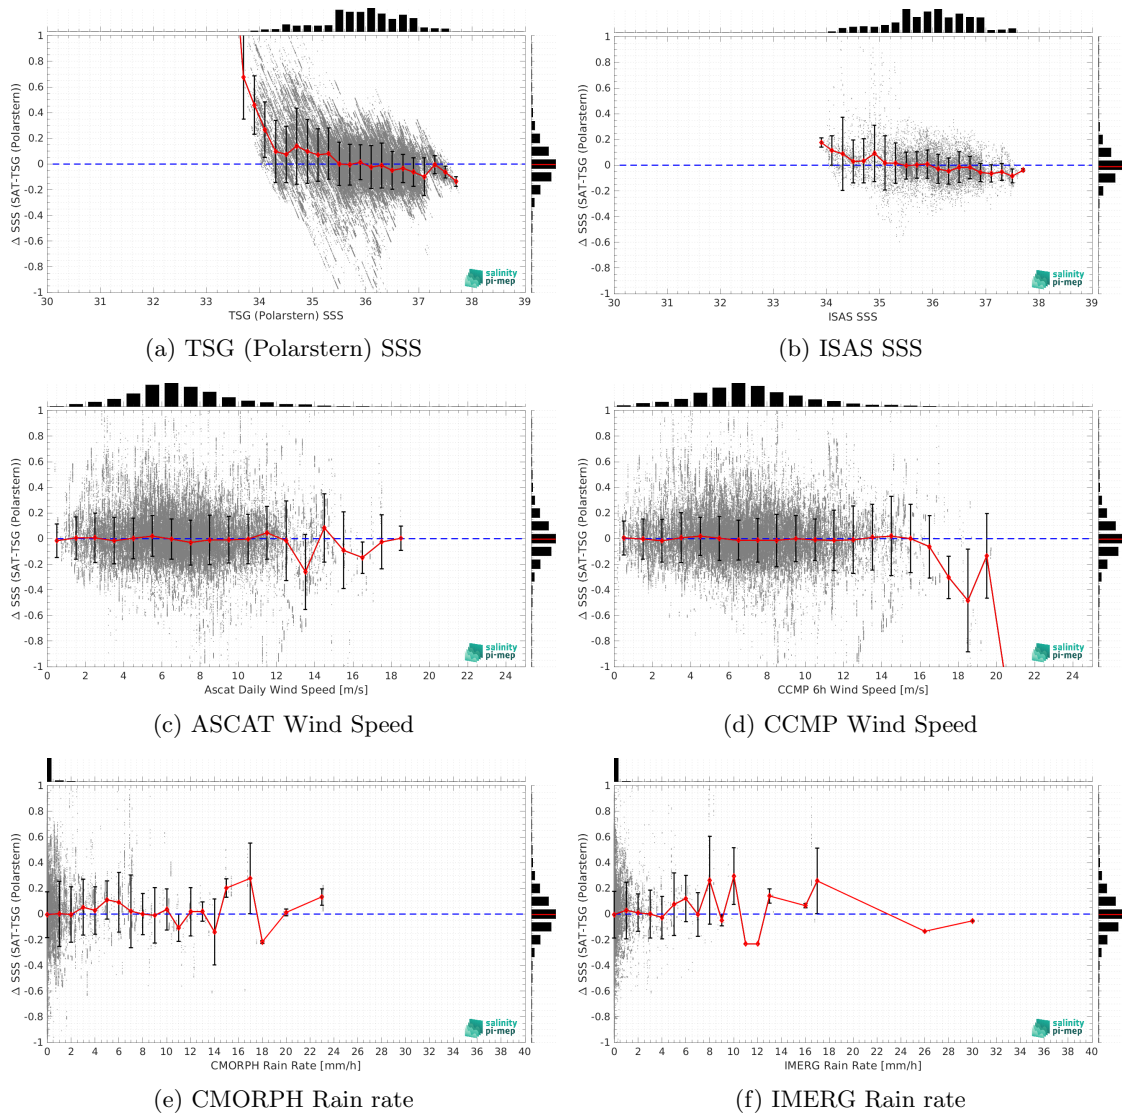 Δ SSS (SAT-TSG (Polarstern))
1
0.8
0.6
0.4
0.2
0
-0.2
-0.4
-0.6
-0.8
-1
30 31 32 33 34 35 36 37 38 39
TSG (Polarstern) SSS
salinity
pi-mep
(a) TSG (Polarstern) SSS
Δ SSS (SAT-TSG (Polarstern))
1
0.8
0.6
0.4
0.2
0
-0.2
-0.4
-0.6
-0.8
-1
30 31 32 33 34 35 36 37 38 39
ISAS SSS
salinity
pi-mep
(b) ISAS SSS
Δ SSS (SAT-TSG (Polarstern))
1
0.8
0.6
0.4
0.2
0
-0.2
-0.4
-0.6
-0.8
-1
0 2 4 6 8 10 12 14 16 18 20 22 24
Ascat Daily Wind Speed [m/s]
salinity
pi-mep
(c) ASCAT Wind Speed
Δ SSS (SAT-TSG (Polarstern))
1
0.8
0.6
0.4
0.2
0
-0.2
-0.4
-0.6
-0.8
-1
0 2 4 6 8 10 12 14 16 18 20 22 24
CCMP 6h Wind Speed [m/s]
salinity
pi-mep
(d) CCMP Wind Speed
Δ SSS (SAT-TSG (Polarstern))
1
0.8
0.6
0.4
0.2
0
-0.2
-0.4
-0.6
-0.8
-1
0 2 4 6 8 10 12 14 16 18 20 22 24 26 28 30 32 34 36 38 40
CMORPH Rain Rate [mm/h]
salinity
pi-mep
(e) CMORPH Rain rate
Δ SSS (SAT-TSG (Polarstern))
1
0.8
0.6
0.4
0.2
0
-0.2
-0.4
-0.6
-0.8
-1
0 2 4 6 8 10 12 14 16 18 20 22 24 26 28 30 32 34 36 38 40
IMERG Rain Rate [mm/h]
salinity
pi-mep
(f) IMERG Rain rate